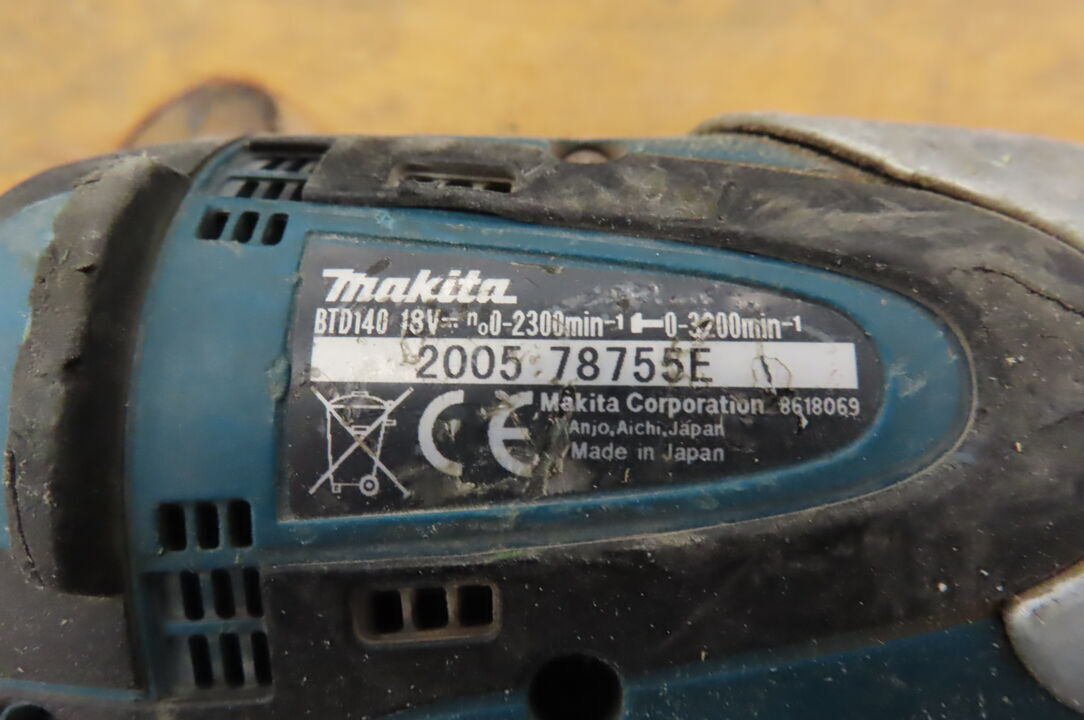 makita
BTD140 18V⎓ n₀0-2300min⁻¹ 0-3200min⁻¹
2005 78755E
CE Makita Corporation 8618069
Anjo, Aichi, Japan
Made in Japan